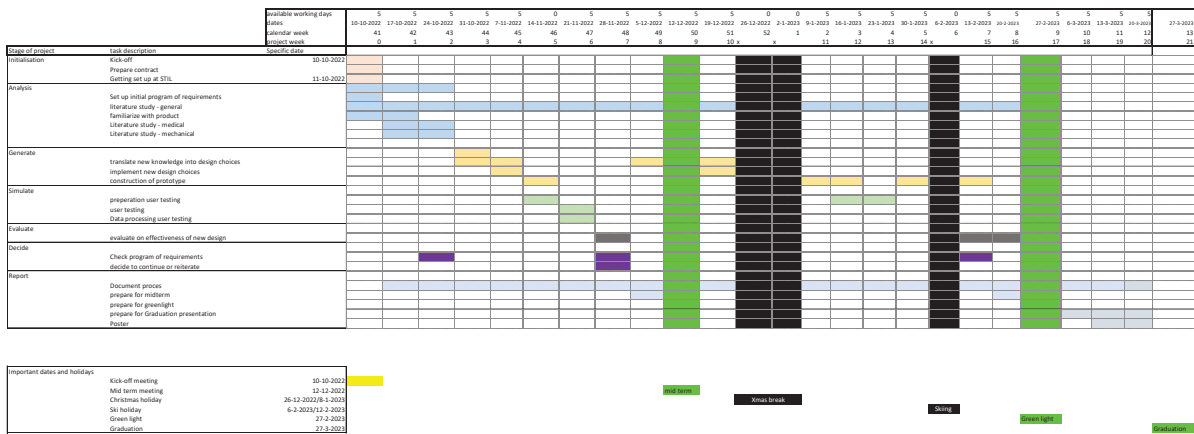 available working days 5 5 5 5 5 5 5 5 5 5 5 0 0 5 5 5 5 0 5 5 5 5 5 5 5
dates 10-10-2022 17-10-2022 24-10-2022 31-10-2022 7-11-2022 14-11-2022 21-11-2022 28-11-2022 5-12-2022 12-12-2022 19-12-2022 26-12-2022 2-1-2023 9-1-2023 16-1-2023 23-1-2023 30-1-2023 6-2-2023 13-2-2023 20-2-2023 27-2-2023 6-3-2023 13-3-2023 20-3-2023 27-3-2023
calendar week 41 42 43 44 45 46 47 48 49 50 51 52 1 2 3 4 5 6 7 8 9 10 11 12 13
project week 0 1 2 3 4 5 6 7 8 9 10 x x 11 12 13 14 x 15 16 17 18 19 20 21
Stage of project task description Specific date
Initialisation Kick-off 10-10-2022
Prepare contract
Getting set up at STIL 11-10-2022
Analysis
Set up initial program of requirements
literature study - general
familiarize with product
Literature study - medical
Literature study - mechanical
Generate
translate new knowledge into design choices
implement new design choices
construction of prototype
Simulate
preperation user testing
user testing
Data processing user testing
Evaluate
evaluate on effectiveness of new design
Decide
Check program of requirements
decide to continue or reiterate
Report
Document proces
prepare for midterm
prepare for greenlight
prepare for Graduation presentation
Poster
Important dates and holidays
Kick-off meeting 10-10-2022
Mid term meeting 12-12-2022 mid term
Christmas holiday 26-12-2022/8-1-2023 Xmas break
Ski holiday 6-2-2023/12-2-2023 Skiing
Green light 27-2-2023 Green light
Graduation 27-3-2023 Graduation